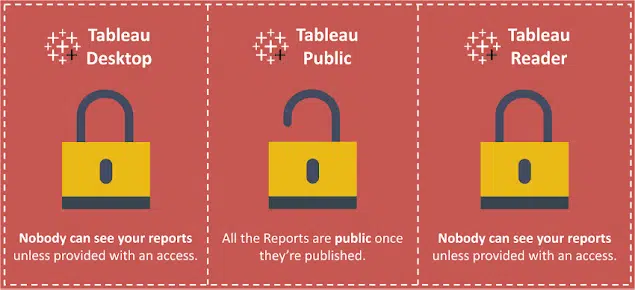 Tableau
Desktop
Nobody can see your reports
unless provided with an access.
Tableau
Public
All the Reports are public once
they're published.
Tableau
Reader
Nobody can see your reports
unless provided with an access.